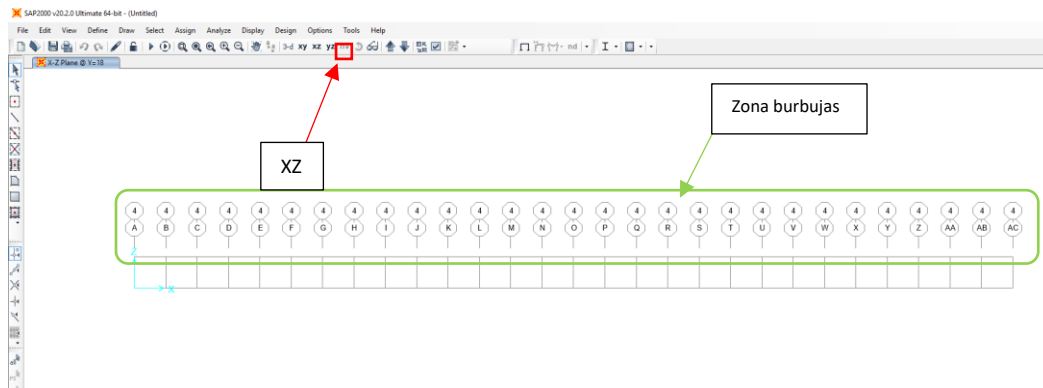 SAP2000 v20.2.0 Ultimate 64-bit - (Untitled)
File Edit View Define Draw Select Assign Analyze Display Design Options Tools Help
3-d xy xz yz nd
X-Z Plane @ Y=18
Zona burbujas
XZ
4 4 4 4 4 4 4 4 4 4 4 4 4 4 4 4 4 4 4 4 4 4 4 4 4 4 4 4 4
A B C D E F G H I J K L M N O P Q R S T U V W X Y Z AA AB AC
Z
X